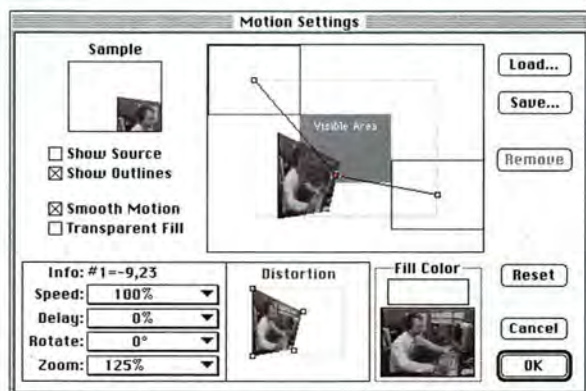 Motion Settings
Sample
Show Source
Show Outlines
Smooth Motion
Transparent Fill
Visible Area
Load...
Save...
Remove
Info: #1=-9,23
Speed: 100%
Delay: 0%
Rotate: 0°
Zoom: 125%
Distortion
Fill Color
Reset
Cancel
OK